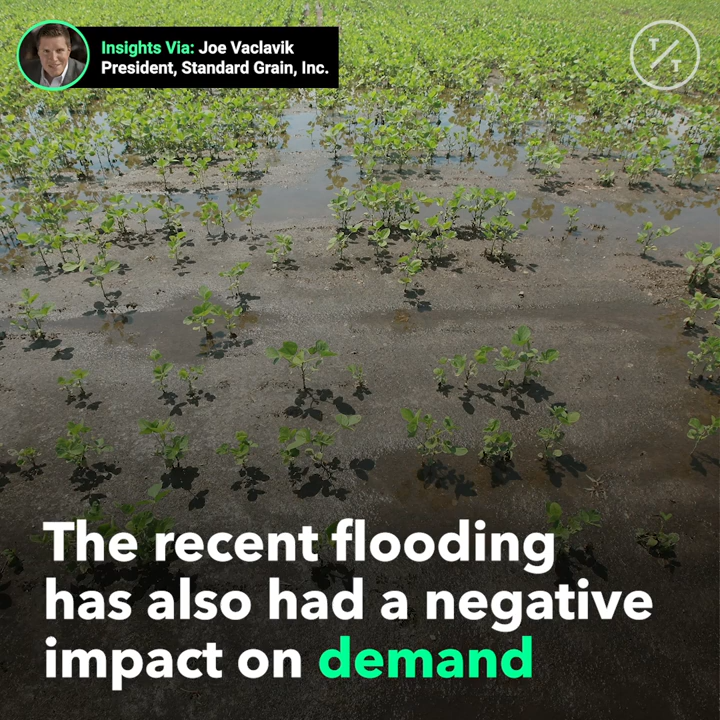 Insights Via: Joe Vaclavik
President, Standard Grain, Inc.
T
T
The recent flooding
has also had a negative
impact on demand